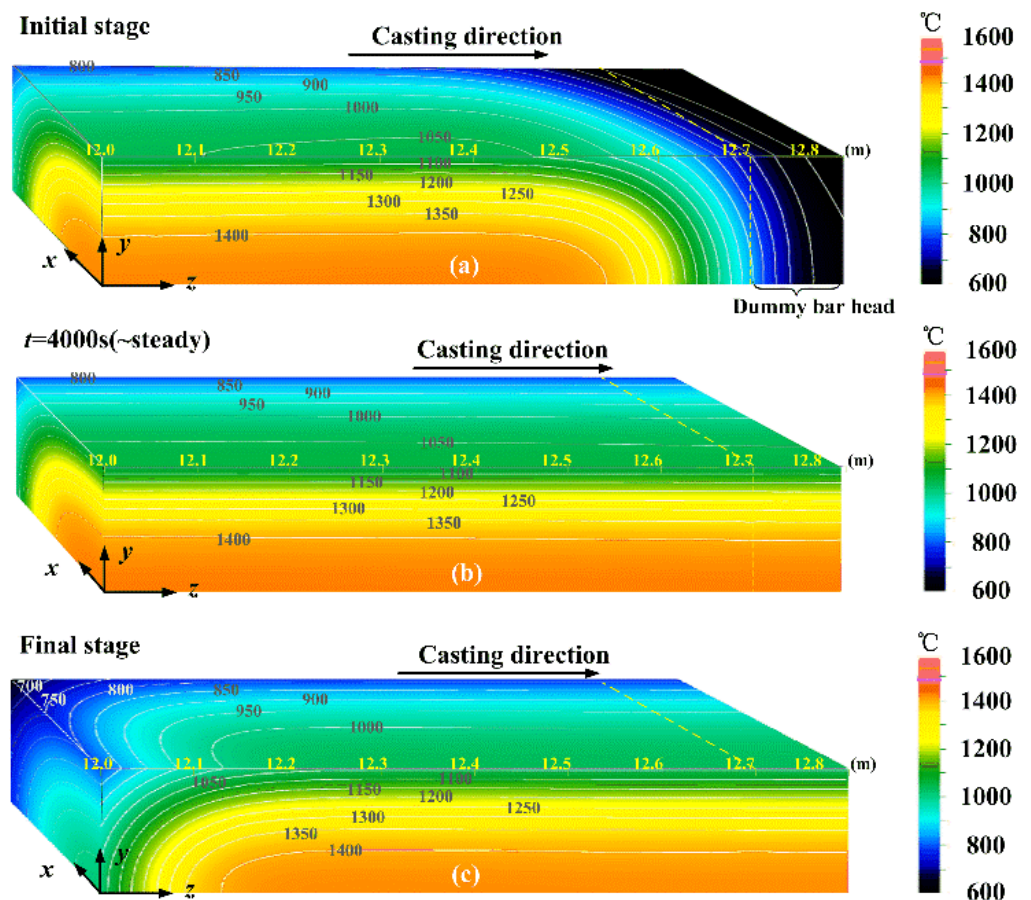 Initial stage
Casting direction
℃
1600
1400
1200
1000
800
600
800
850
900
950
1000
1050
12.0 12.1 12.2 12.3 12.4 12.5 12.6 12.7 12.8 (m)
1100
1150
1200
1250
1300
1350
1400
y
x
z
(a)
Dummy bar head
t=4000s(~steady)
Casting direction
℃
1600
1400
1200
1000
800
600
800
850
900
950
1000
1050
12.0 12.1 12.2 12.3 12.4 12.5 12.6 12.7 12.8 (m)
1100
1150
1200
1250
1300
1350
1400
y
x
z
(b)
Final stage
Casting direction
℃
1600
1400
1200
1000
800
600
700
750
800
850
900
950
1000
12.0 12.1 12.2 12.3 12.4 12.5 12.6 12.7 12.8 (m)
1050
1100
1150
1200
1250
1300
1350
1400
y
x
z
(c)